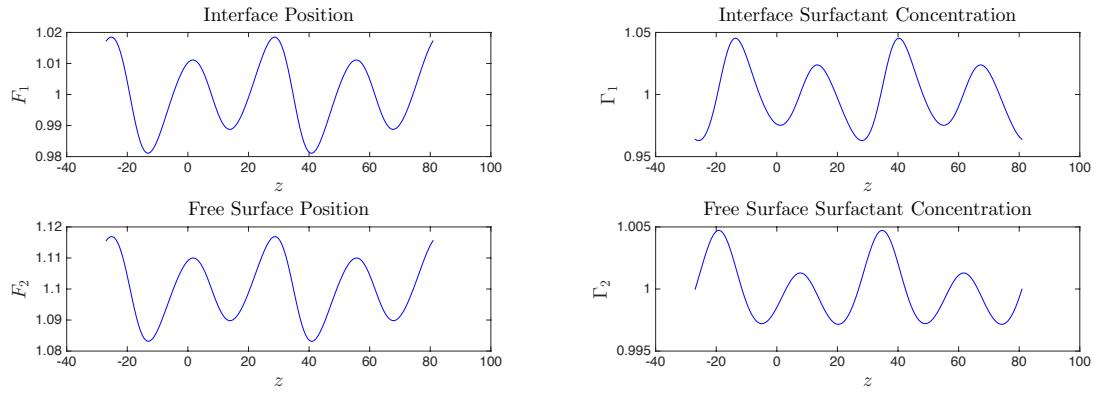 Interface Position
1.02
1.01
1
0.99
0.98
F₁
-40 -20 0 20 40 60 80 100
z
Interface Surfactant Concentration
1.05
1
0.95
Γ₁
-40 -20 0 20 40 60 80 100
z
Free Surface Position
1.12
1.11
1.1
1.09
1.08
F₂
-40 -20 0 20 40 60 80 100
z
Free Surface Surfactant Concentration
1.005
1
0.995
Γ₂
-40 -20 0 20 40 60 80 100
z